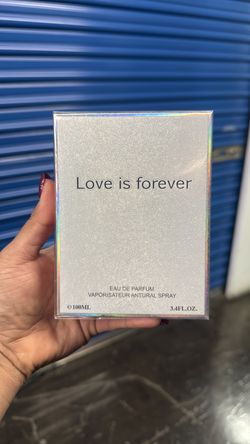 Love is forever
EAU DE PARFUM
VAPORISATEUR ANTURAL SPRAY
℮100ML 3.4FL.OZ.